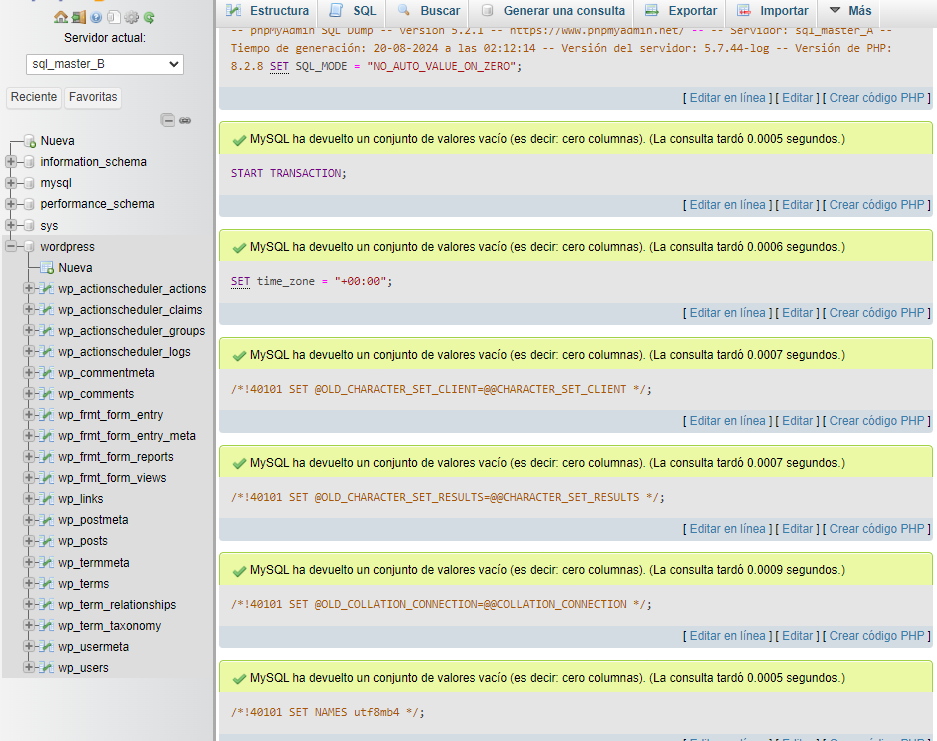 Servidor actual:
sql_master_B
Reciente Favoritas
Nueva
information_schema
mysql
performance_schema
sys
wordpress
Nueva
wp_actionscheduler_actions
wp_actionscheduler_claims
wp_actionscheduler_groups
wp_actionscheduler_logs
wp_commentmeta
wp_comments
wp_frmt_form_entry
wp_frmt_form_entry_meta
wp_frmt_form_reports
wp_frmt_form_views
wp_links
wp_postmeta
wp_posts
wp_termmeta
wp_terms
wp_term_relationships
wp_term_taxonomy
wp_usermeta
wp_users
Estructura SQL Buscar Generar una consulta Exportar Importar Más
-- phpMyAdmin SQL Dump -- versión 5.2.1 -- https://www.phpmyadmin.net/ -- -- Servidor: sql_master_A --
Tiempo de generación: 20-08-2024 a las 02:12:14 -- Versión del servidor: 5.7.44-log -- Versión de PHP:
8.2.8 SET SQL_MODE = "NO_AUTO_VALUE_ON_ZERO";
[ Editar en línea ] [ Editar ] [ Crear código PHP ]
MySQL ha devuelto un conjunto de valores vacío (es decir: cero columnas). (La consulta tardó 0.0005 segundos.)
START TRANSACTION;
[ Editar en línea ] [ Editar ] [ Crear código PHP ]
MySQL ha devuelto un conjunto de valores vacío (es decir: cero columnas). (La consulta tardó 0.0006 segundos.)
SET time_zone = "+00:00";
[ Editar en línea ] [ Editar ] [ Crear código PHP ]
MySQL ha devuelto un conjunto de valores vacío (es decir: cero columnas). (La consulta tardó 0.0007 segundos.)
/*!40101 SET @OLD_CHARACTER_SET_CLIENT=@@CHARACTER_SET_CLIENT */;
[ Editar en línea ] [ Editar ] [ Crear código PHP ]
MySQL ha devuelto un conjunto de valores vacío (es decir: cero columnas). (La consulta tardó 0.0007 segundos.)
/*!40101 SET @OLD_CHARACTER_SET_RESULTS=@@CHARACTER_SET_RESULTS */;
[ Editar en línea ] [ Editar ] [ Crear código PHP ]
MySQL ha devuelto un conjunto de valores vacío (es decir: cero columnas). (La consulta tardó 0.0009 segundos.)
/*!40101 SET @OLD_COLLATION_CONNECTION=@@COLLATION_CONNECTION */;
[ Editar en línea ] [ Editar ] [ Crear código PHP ]
MySQL ha devuelto un conjunto de valores vacío (es decir: cero columnas). (La consulta tardó 0.0005 segundos.)
/*!40101 SET NAMES utf8mb4 */;